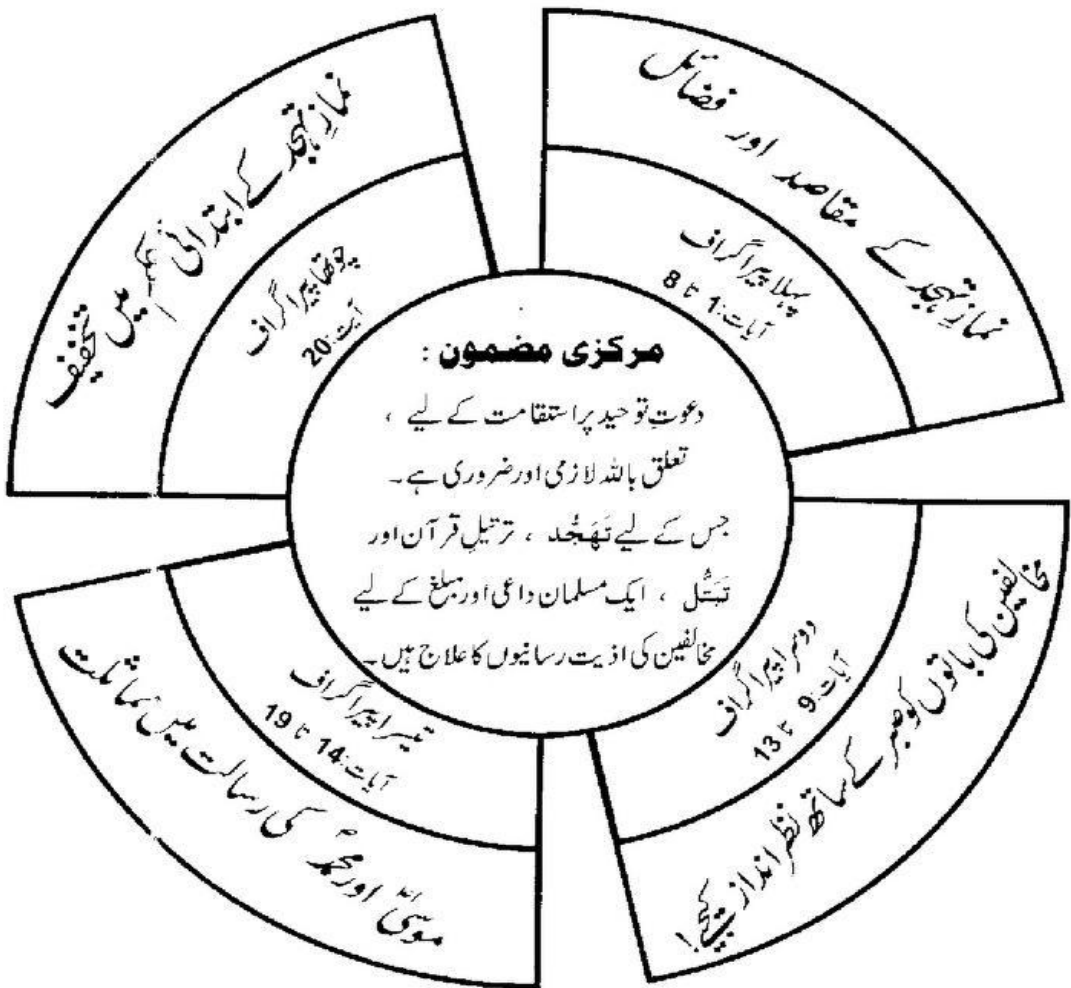 نمازِ تہجد کے مقاصد اور فضائل
پہلا پیراگراف
آیات: 1 تا 8
مخالفین کی باتوں کو صبر کے ساتھ نظر انداز کیجیے!
دوسرا پیراگراف
آیات: 9 تا 13
موسیٰؑ اور محمدؐ کی رسالت میں مماثلت
تیسرا پیراگراف
آیات: 14 تا 19
نمازِ تہجد کے ابتدائی حکم میں تخفیف
چوتھا پیراگراف
آیت: 20
مرکزی مضمون :
دعوتِ توحید پر استقامت کے لیے ،
تعلق باللہ لازمی اور ضروری ہے۔
جس کے لیے تَهَجُّد ، ترتیلِ قرآن اور
تَبَتُّل ، ایک مسلمان داعی اور مبلغ کے لیے
مخالفین کی اذیت رسانیوں کا علاج ہیں۔